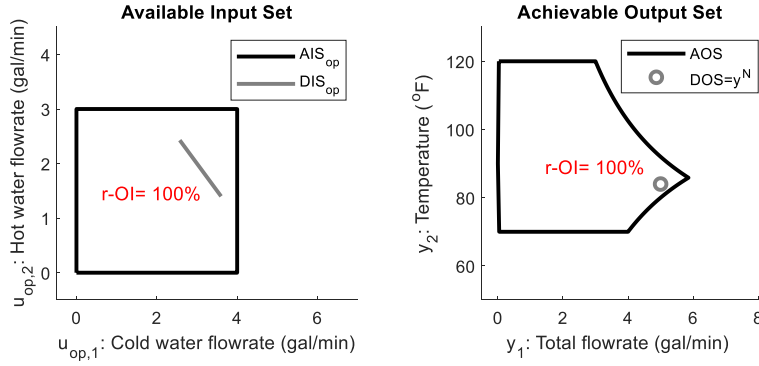 Available Input Set
4
3
2
1
0
0
2
4
6
u_op,2: Hot water flowrate (gal/min)
u_op,1: Cold water flowrate (gal/min)
AIS_op
DIS_op
r-OI= 100%
Achievable Output Set
120
100
80
60
0
2
4
6
8
y_2: Temperature (°F)
y_1: Total flowrate (gal/min)
AOS
DOS=y^N
r-OI= 100%